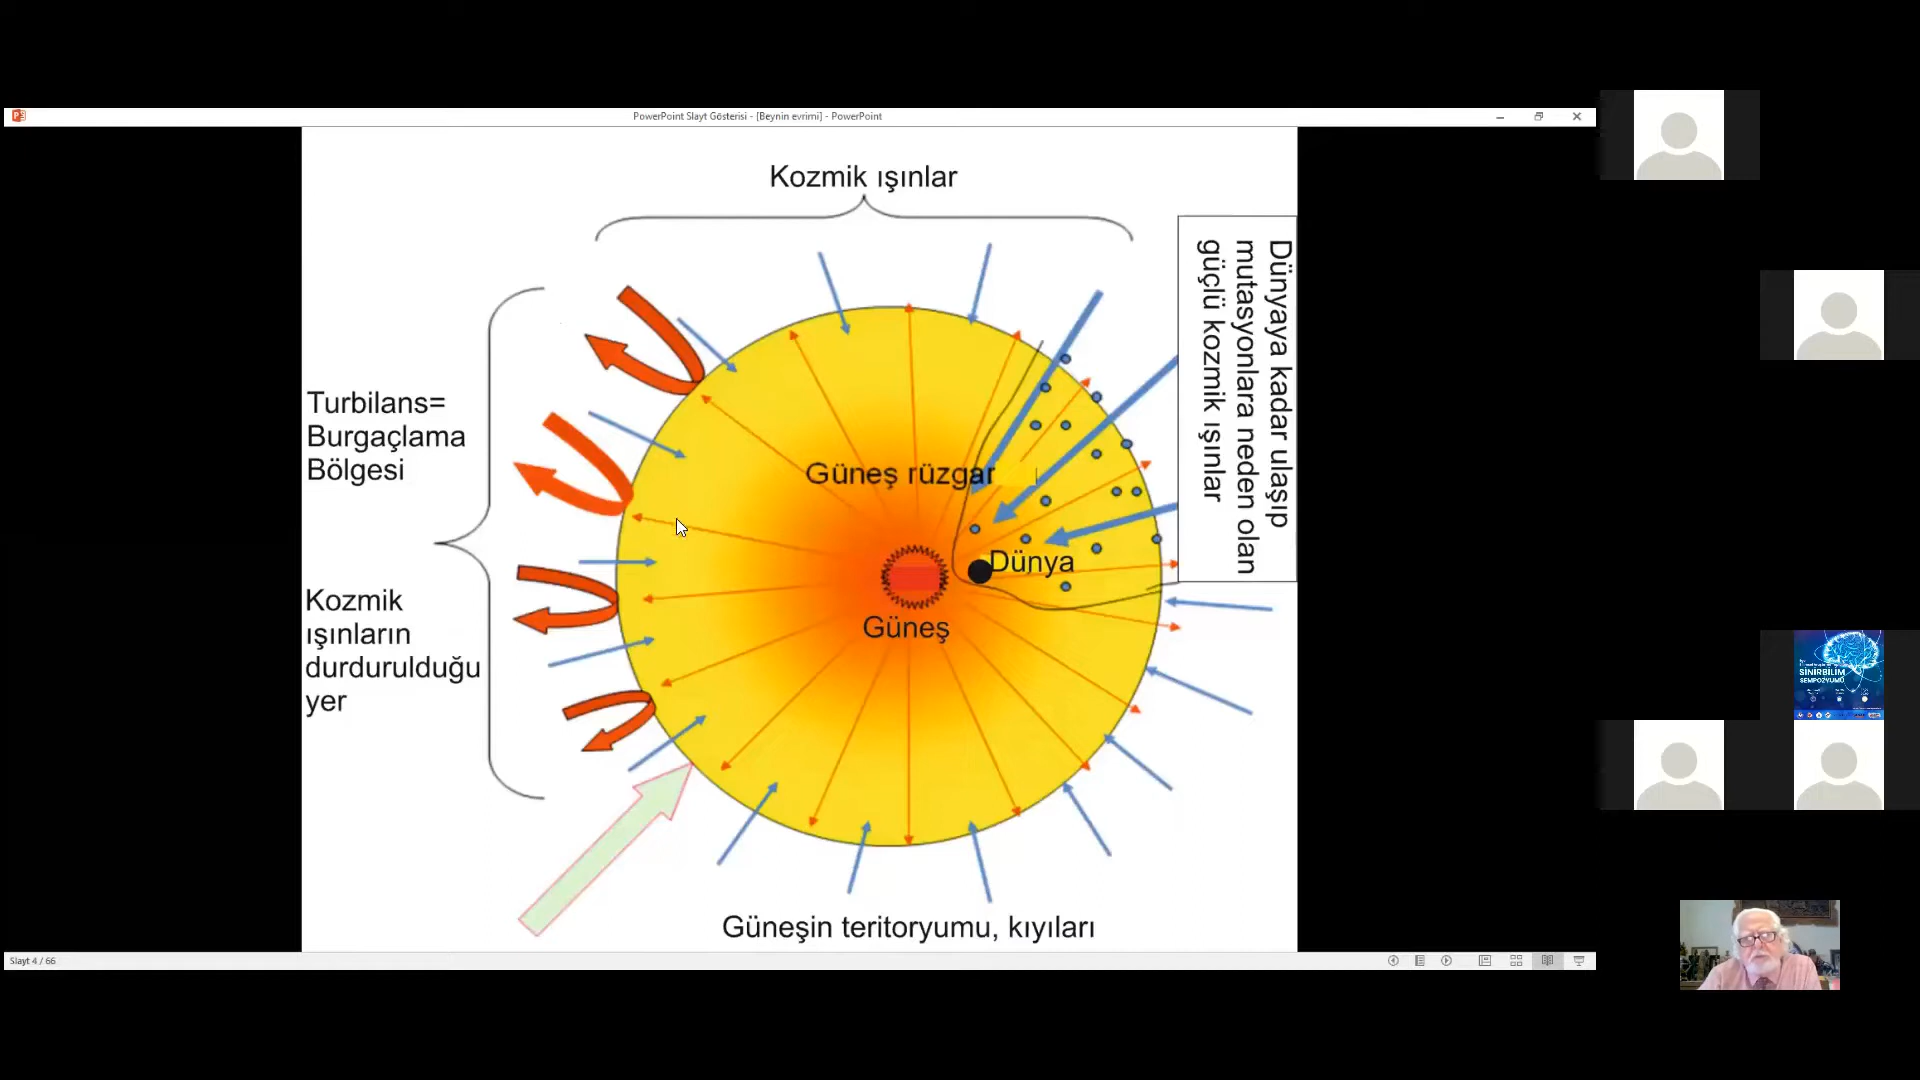 PowerPoint Slayt Gösterisi - [Beynin evrimi] - PowerPoint
Kozmik ışınlar
Dünyaya kadar ulaşıp
mutasyonlara neden olan
güçlü kozmik ışınlar
Turbilans=
Burgaçlama
Bölgesi
Güneş rüzgar
Dünya
Güneş
Kozmik
ışınların
durdurulduğu
yer
Güneşin teritoryumu, kıyıları
SİNİRBİLİM
SEMPOZYUMU
Slayt 4 / 66